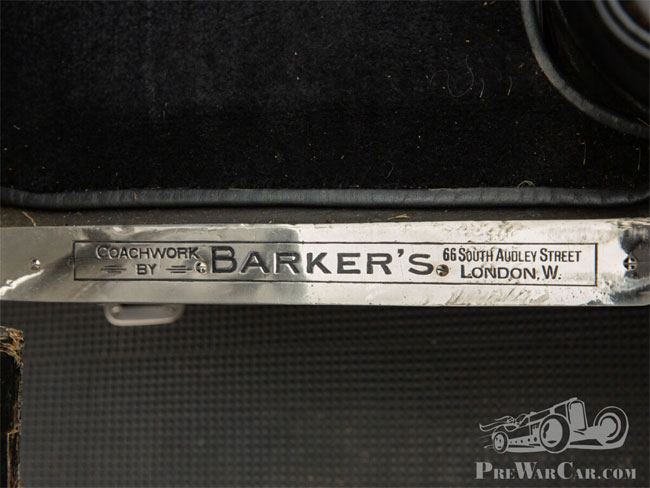 COACHWORK
BY
BARKER'S.
66 SOUTH AUDLEY STREET
LONDON, W.
PREWARCAR.COM